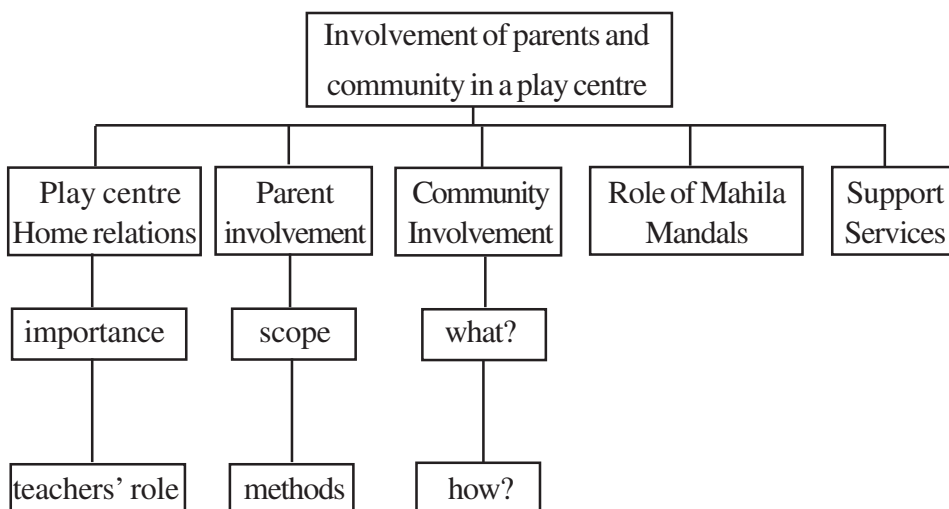 Involvement of parents and
community in a play centre
Play centre
Home relations
Parent
involvement
Community
Involvement
Role of Mahila
Mandals
Support
Services
importance
scope
what?
teachers’ role
methods
how?